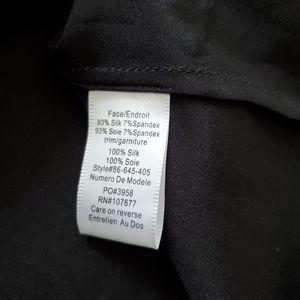 Face/Endroit
93% Silk 7%Spandex
93% Soie 7%Spandex
trim/garniture
100% Silk
100% Soie
Style#86-645-405
Numero De Modele
PO#3958
RN#107677
Care on reverse
Entretien Au Dos